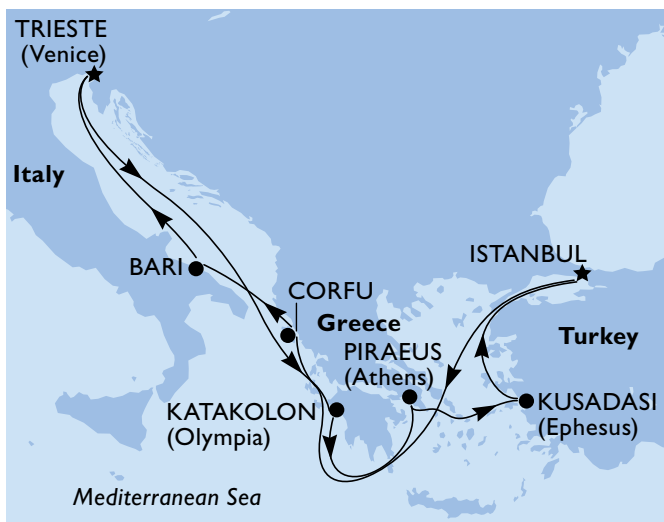 TRIESTE
(Venice)
Italy
BARI
ISTANBUL
CORFU
Greece
Turkey
PIRAEUS
(Athens)
KATAKOLON
(Olympia)
KUSADASI
(Ephesus)
Mediterranean Sea